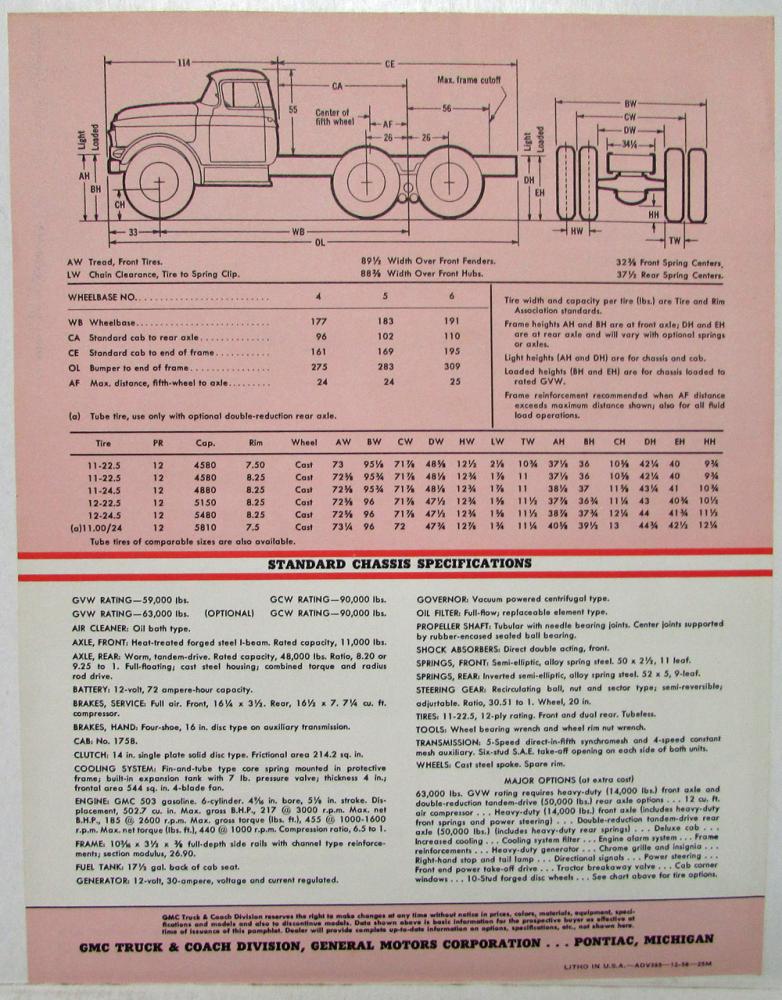 114
CE
CA
Max. frame cutoff
55
Center of
fifth wheel
AF
56
26
26
BW
CW
DW
34¼
Light
Loaded
AH
BH
CH
33
WB
OL
Light
Loaded
DH
EH
HW
HH
TW
AW Tread, Front Tires. 89½ Width Over Front Fenders. 32⅜ Front Spring Centers.
LW Chain Clearance, Tire to Spring Clip. 88⅜ Width Over Front Hubs. 37½ Rear Spring Centers.
WHEELBASE NO. 4 5 6
WB Wheelbase 177 183 191
CA Standard cab to rear axle 96 102 110
CE Standard cab to end of frame 161 169 195
OL Bumper to end of frame 275 283 309
AF Max. distance, fifth-wheel to axle 24 24 25
(a) Tube tire, use only with optional double-reduction rear axle.
Tire width and capacity per tire (lbs.) are Tire and Rim
Association standards.
Frame heights AH and BH are at front axle; DH and EH
are at rear axle and will vary with optional springs
or axles.
Light heights (AH and DH) are for chassis and cab.
Loaded heights (BH and EH) are for chassis loaded to
rated GVW.
Frame reinforcement recommended when AF distance
exceeds maximum distance shown; also for all fluid
load operations.
Tire PR Cap. Rim Wheel AW BW CW DW HW LW TW AH BH CH DH EH HH
11-22.5 12 4580 7.50 Cast 73 95⅛ 71⅞ 48⅛ 12½ 2⅛ 10¾ 37⅛ 36 10⅝ 42¼ 40 9¾
11-22.5 12 4580 8.25 Cast 72⅝ 95¾ 71⅞ 48⅛ 12¾ 1⅞ 11 37⅛ 36 10⅝ 42¼ 40 9¾
11-24.5 12 4880 8.25 Cast 72⅝ 95¾ 71⅞ 48⅛ 12¾ 1⅞ 11 38⅛ 37 11⅝ 43¼ 41 10¾
12-22.5 12 5150 8.25 Cast 72⅝ 96 71⅞ 47½ 12¾ 1⅝ 11½ 37⅞ 36¾ 11¼ 43 40¾ 10½
12-24.5 12 5480 8.25 Cast 72⅝ 96 71⅞ 47½ 12¾ 1⅝ 11½ 38⅞ 37¾ 12¼ 44 41¾ 11½
(a)11.00/24 12 5810 7.5 Cast 73¼ 96 72 47¾ 12⅞ 1¾ 11¼ 40⅝ 39½ 13 44¾ 42½ 12¼
Tube tires of comparable sizes are also available.
STANDARD CHASSIS SPECIFICATIONS
GVW RATING—59,000 lbs. GCW RATING—90,000 lbs.
GVW RATING—63,000 lbs. (OPTIONAL) GCW RATING—90,000 lbs.
AIR CLEANER: Oil bath type.
AXLE, FRONT: Heat-treated forged steel I-beam. Rated capacity, 11,000 lbs.
AXLE, REAR: Worm, tandem-drive. Rated capacity, 48,000 lbs. Ratio, 8.20 or
9.25 to 1. Full-floating; cast steel housing; combined torque and radius
rod drive.
BATTERY: 12-volt, 72 ampere-hour capacity.
BRAKES, SERVICE: Full air. Front, 16¼ x 3½. Rear, 16½ x 7. 7¼ cu. ft.
compressor.
BRAKES, HAND: Four-shoe, 16 in. disc type on auxiliary transmission.
CAB: No. 1758.
CLUTCH: 14 in. single plate solid disc type. Frictional area 214.2 sq. in.
COOLING SYSTEM: Fin-and-tube type core spring mounted in protective
frame; built-in expansion tank with 7 lb. pressure valve; thickness 4 in.;
frontal area 544 sq. in. 4-blade fan.
ENGINE: GMC 503 gasoline. 6-cylinder. 4⁹⁄₁₆ in. bore, 5⅛ in. stroke. Dis-
placement, 502.7 cu. in. Max. gross B.H.P., 217 @ 3000 r.p.m. Max. net
B.H.P., 185 @ 2600 r.p.m. Max. gross torque (lbs. ft.), 455 @ 1000-1600
r.p.m. Max. net torque (lbs. ft.), 440 @ 1000 r.p.m. Compression ratio, 6.5 to 1.
FRAME: 10⅜ x 3½ x ⅜ full-depth side rails with channel type reinforce-
ments; section modulus, 26.90.
FUEL TANK: 17½ gal. back of cab seat.
GENERATOR: 12-volt, 30-ampere, voltage and current regulated.
GOVERNOR: Vacuum powered centrifugal type.
OIL FILTER: Full-flow; replaceable element type.
PROPELLER SHAFT: Tubular with needle bearing joints. Center joints supported
by rubber-encased sealed ball bearing.
SHOCK ABSORBERS: Direct double acting, front.
SPRINGS, FRONT: Semi-elliptic, alloy spring steel. 50 x 2½, 11 leaf.
SPRINGS, REAR: Inverted semi-elliptic, alloy spring steel. 52 x 5, 9-leaf.
STEERING GEAR: Recirculating ball, nut and sector type; semi-reversible;
adjustable. Ratio, 30.51 to 1. Wheel, 20 in.
TIRES: 11-22.5, 12-ply rating. Front and dual rear. Tubeless.
TOOLS: Wheel bearing wrench and wheel rim nut wrench.
TRANSMISSION: 5-Speed direct-in-fifth synchromesh and 4-speed constant
mesh auxiliary. Six-stud S.A.E. take-off opening on each side of both units.
WHEELS: Cast steel spoke. Spare rim.
MAJOR OPTIONS (at extra cost)
63,000 lbs. GVW rating requires heavy-duty (14,000 lbs.) front axle and
double-reduction tandem-drive (50,000 lbs.) rear axle options . . . 12 cu. ft.
air compressor . . . Heavy-duty (14,000 lbs.) front axle (includes heavy-duty
front springs and power steering) . . . Double-reduction tandem-drive rear
axle (50,000 lbs.) (includes heavy-duty rear springs) . . . Deluxe cab . . .
Increased cooling . . . Cooling system filter . . . Engine alarm system . . . Frame
reinforcements . . . Heavy-duty generator . . . Chrome grille and insignia . . .
Right-hand stop and tail lamp . . . Directional signals . . . Power steering . . .
Front end power take-off drive . . . Tractor breakaway valve . . . Cab corner
windows . . . 10-Stud forged disc wheels . . . See chart above for tire options.
GMC Truck & Coach Division reserves the right to make changes at any time without notice in prices, colors, materials, equipment, speci-
fications and models and also to discontinue models. Data shown above is basic information for the prospective buyer as effective at
time of issuance of this pamphlet. Dealer will provide complete up-to-date information on options, specifications, etc., not shown here.
GMC TRUCK & COACH DIVISION, GENERAL MOTORS CORPORATION . . . PONTIAC, MICHIGAN
LITHO IN U.S.A.—ADV385—12-58—25M